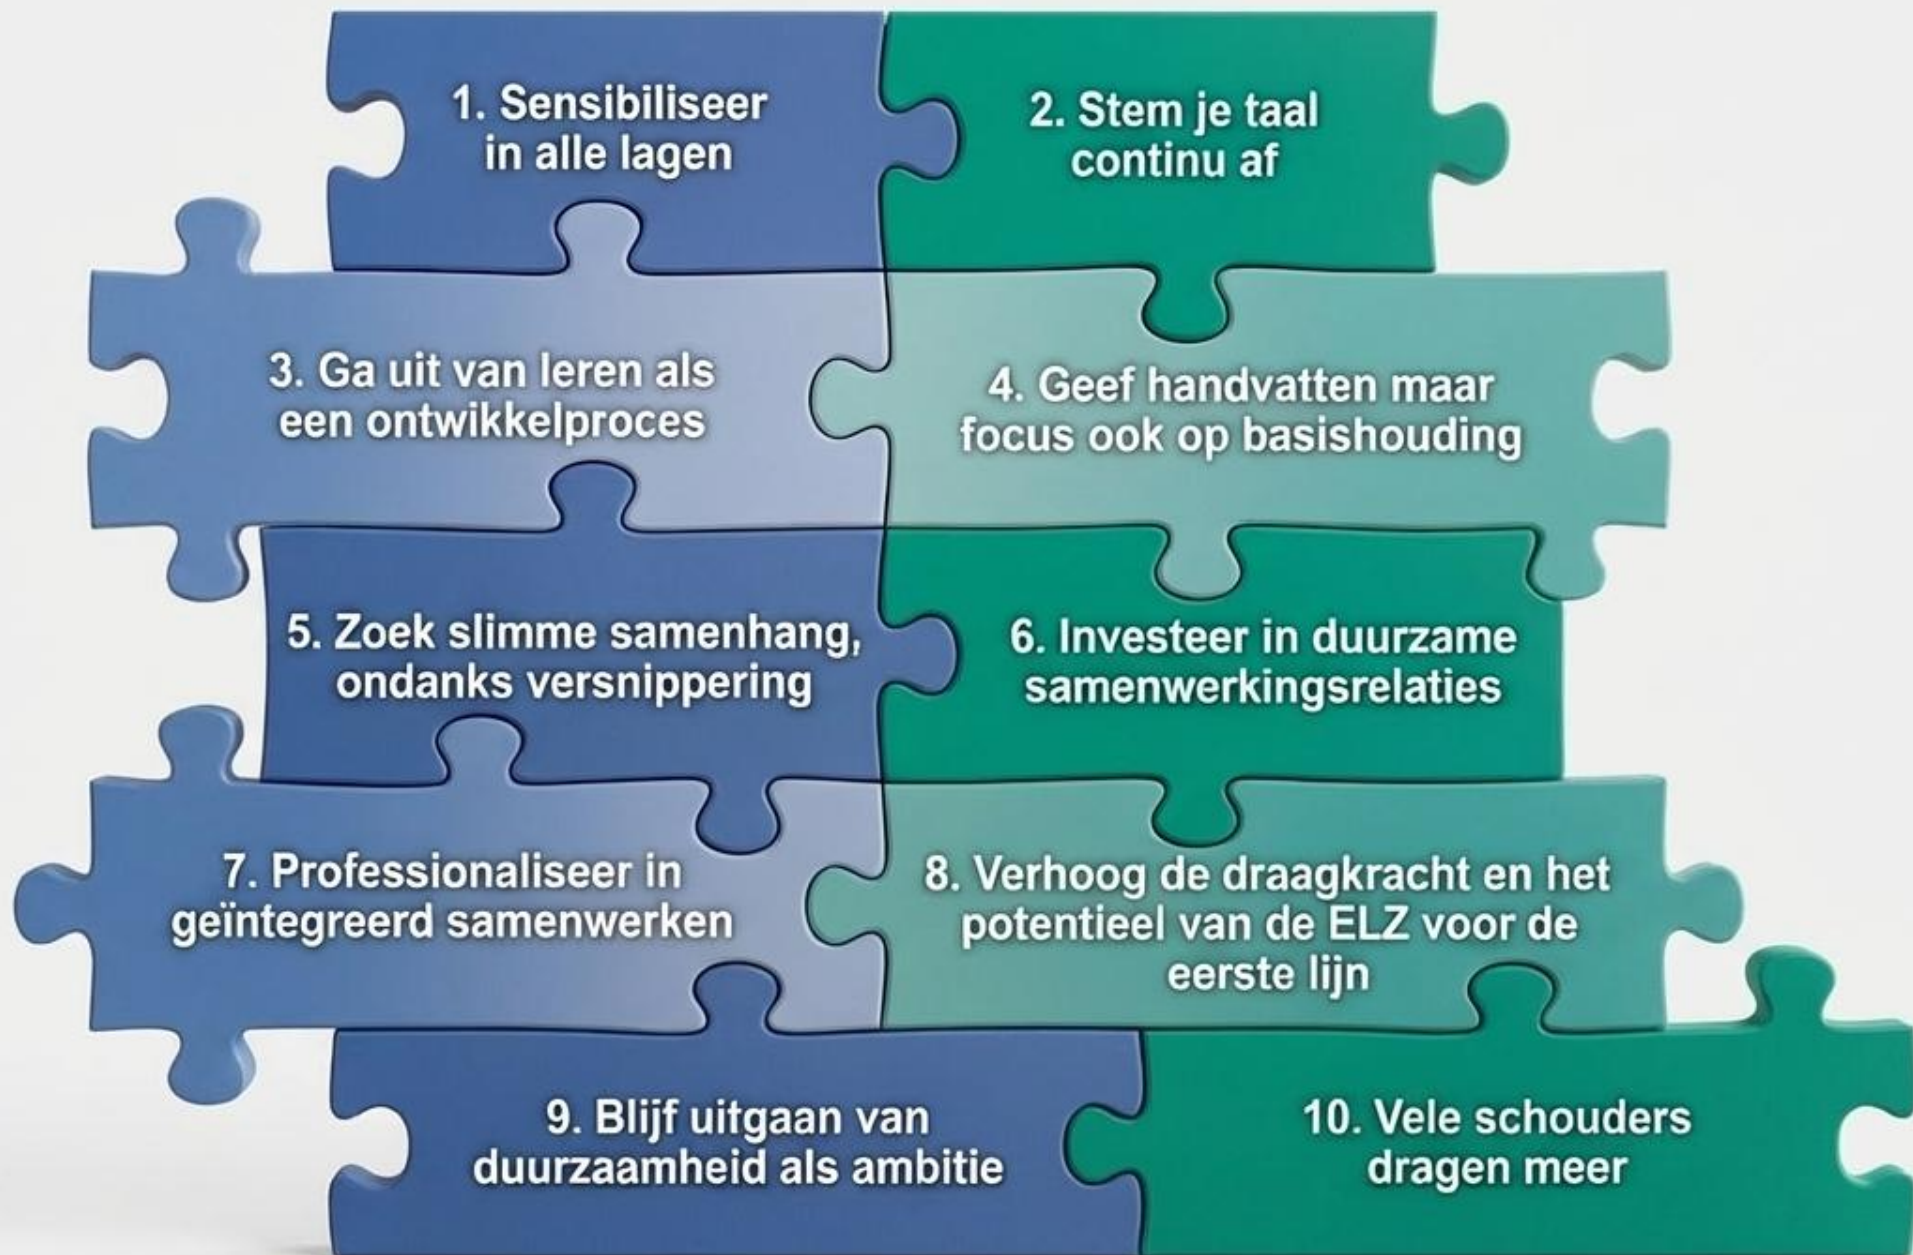 1. Sensibiliseer
in alle lagen
2. Stem je taal
continu af
3. Ga uit van leren als
een ontwikkelproces
4. Geef handvatten maar
focus ook op basishouding
5. Zoek slimme samenhang,
ondanks versnippering
6. Investeer in duurzame
samenwerkingsrelaties
7. Professionaliseer in
geïntegreerd samenwerken
8. Verhoog de draagkracht en het
potentieel van de ELZ voor de
eerste lijn
9. Blijf uitgaan van
duurzaamheid als ambitie
10. Vele schouders
dragen meer